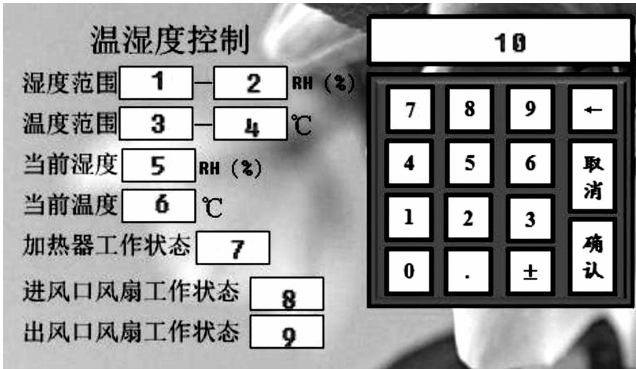 温湿度控制
湿度范围 1 — 2 RH (%)
温度范围 3 — 4 ℃
当前湿度 5 RH (%)
当前温度 6 ℃
加热器工作状态 7
进风口风扇工作状态 8
出风口风扇工作状态 9
10
7 8 9 ←
4 5 6 取消
1 2 3 确认
0 . ±